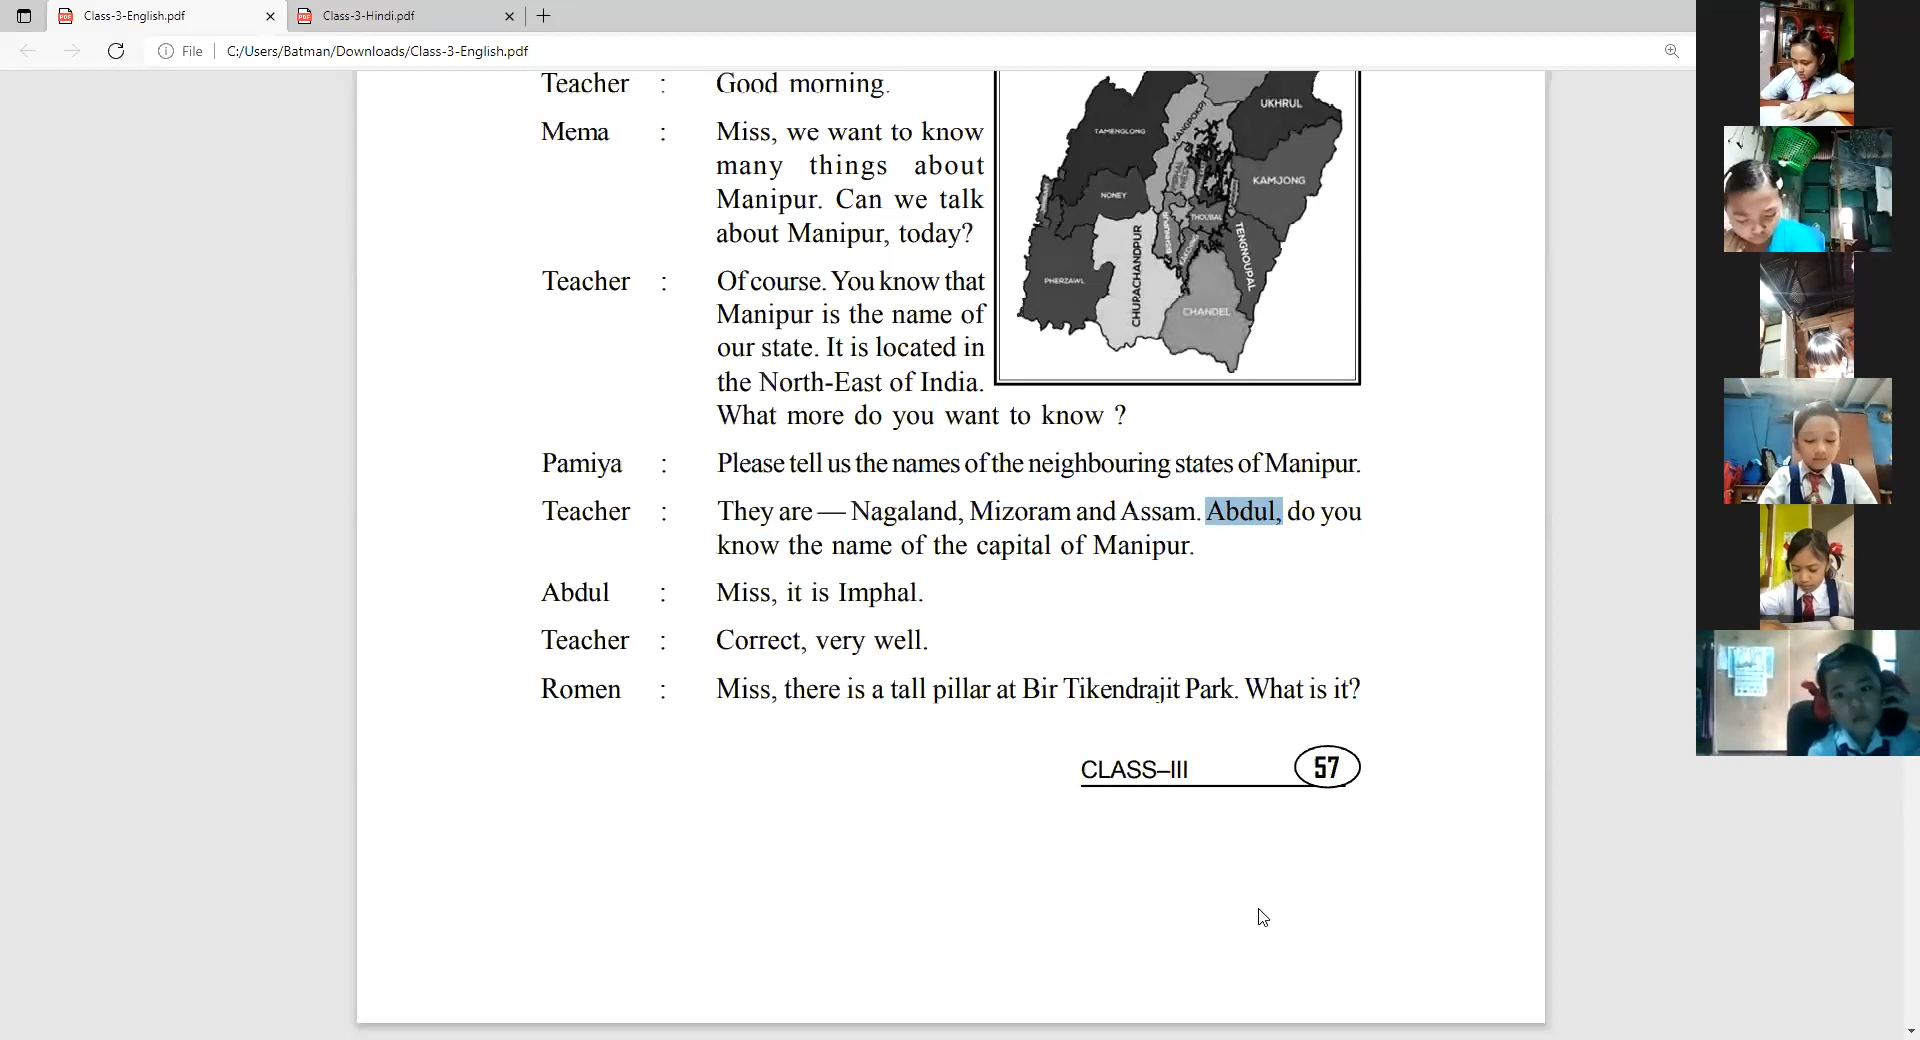 Class-3-English.pdf
Class-3-Hindi.pdf
File
C:/Users/Batman/Downloads/Class-3-English.pdf
Teacher : Good morning.
Mema : Miss, we want to know
many things about
Manipur. Can we talk
about Manipur, today?
Teacher : Of course. You know that
Manipur is the name of
our state. It is located in
the North-East of India.
What more do you want to know ?
UKHRUL
TAMENGLONG
KANGPOKPI
KAMJONG
NONEY
THOUBAL
BISHNUPUR
TENGNOUPAL
CHURACHANDPUR
PHERZAWL
CHANDEL
Pamiya : Please tell us the names of the neighbouring states of Manipur.
Teacher : They are — Nagaland, Mizoram and Assam. Abdul, do you
know the name of the capital of Manipur.
Abdul : Miss, it is Imphal.
Teacher : Correct, very well.
Romen : Miss, there is a tall pillar at Bir Tikendrajit Park. What is it?
CLASS–III 57